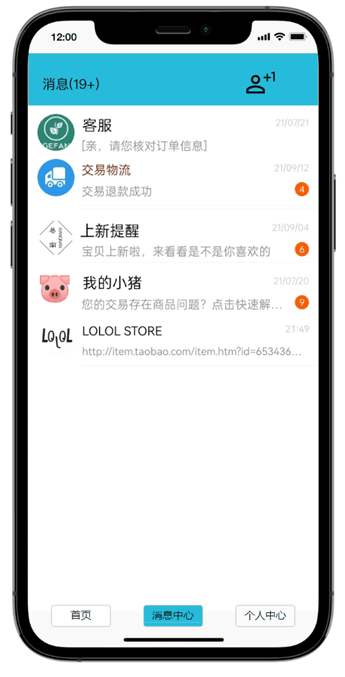 12:00
消息(19+)
+1
客服
21/07/21
[亲，请您核对订单信息]
GEFAN
交易物流
21/09/12
交易退款成功
4
上新提醒
21/09/04
宝贝上新啦，来看看是不是你喜欢的
6
我的小猪
21/07/20
您的交易存在商品问题？点击快速解…
9
LOLOL
LOLOL STORE
21:49
http://item.taobao.com/item.htm?id=653436...
首页
消息中心
个人中心